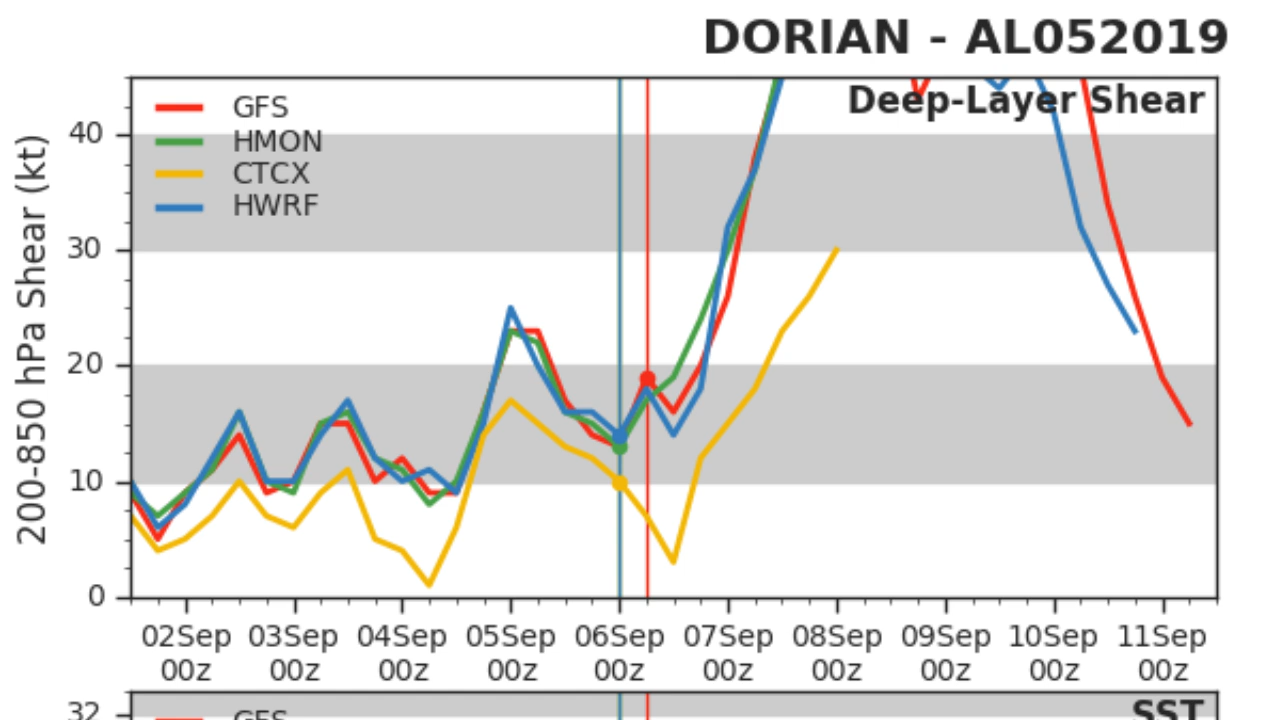 DORIAN - AL052019
Deep-Layer Shear
GFS
HMON
CTCX
HWRF
200-850 hPa Shear (kt)
40
30
20
10
0
02Sep 03Sep 04Sep 05Sep 06Sep 07Sep 08Sep 09Sep 10Sep 11Sep
00z 00z 00z 00z 00z 00z 00z 00z 00z 00z
32
GFS
SST